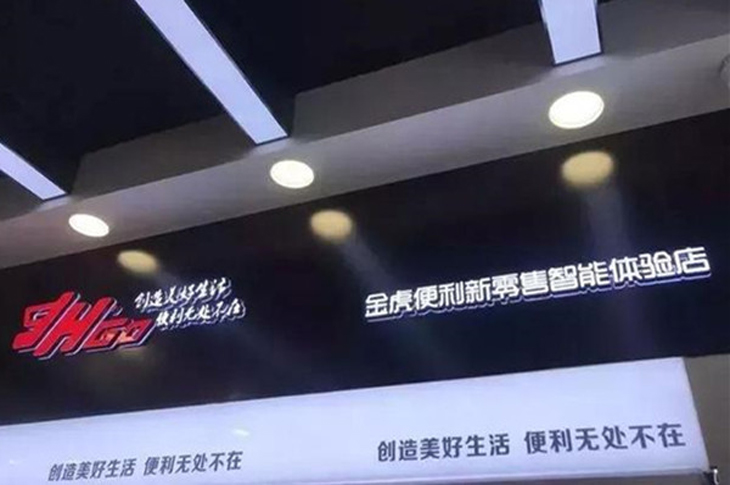 创造美好生活
便利无处不在
金虎便利新零售智能体验店
创造美好生活 便利无处不在
创造美好生活 便利无处不在